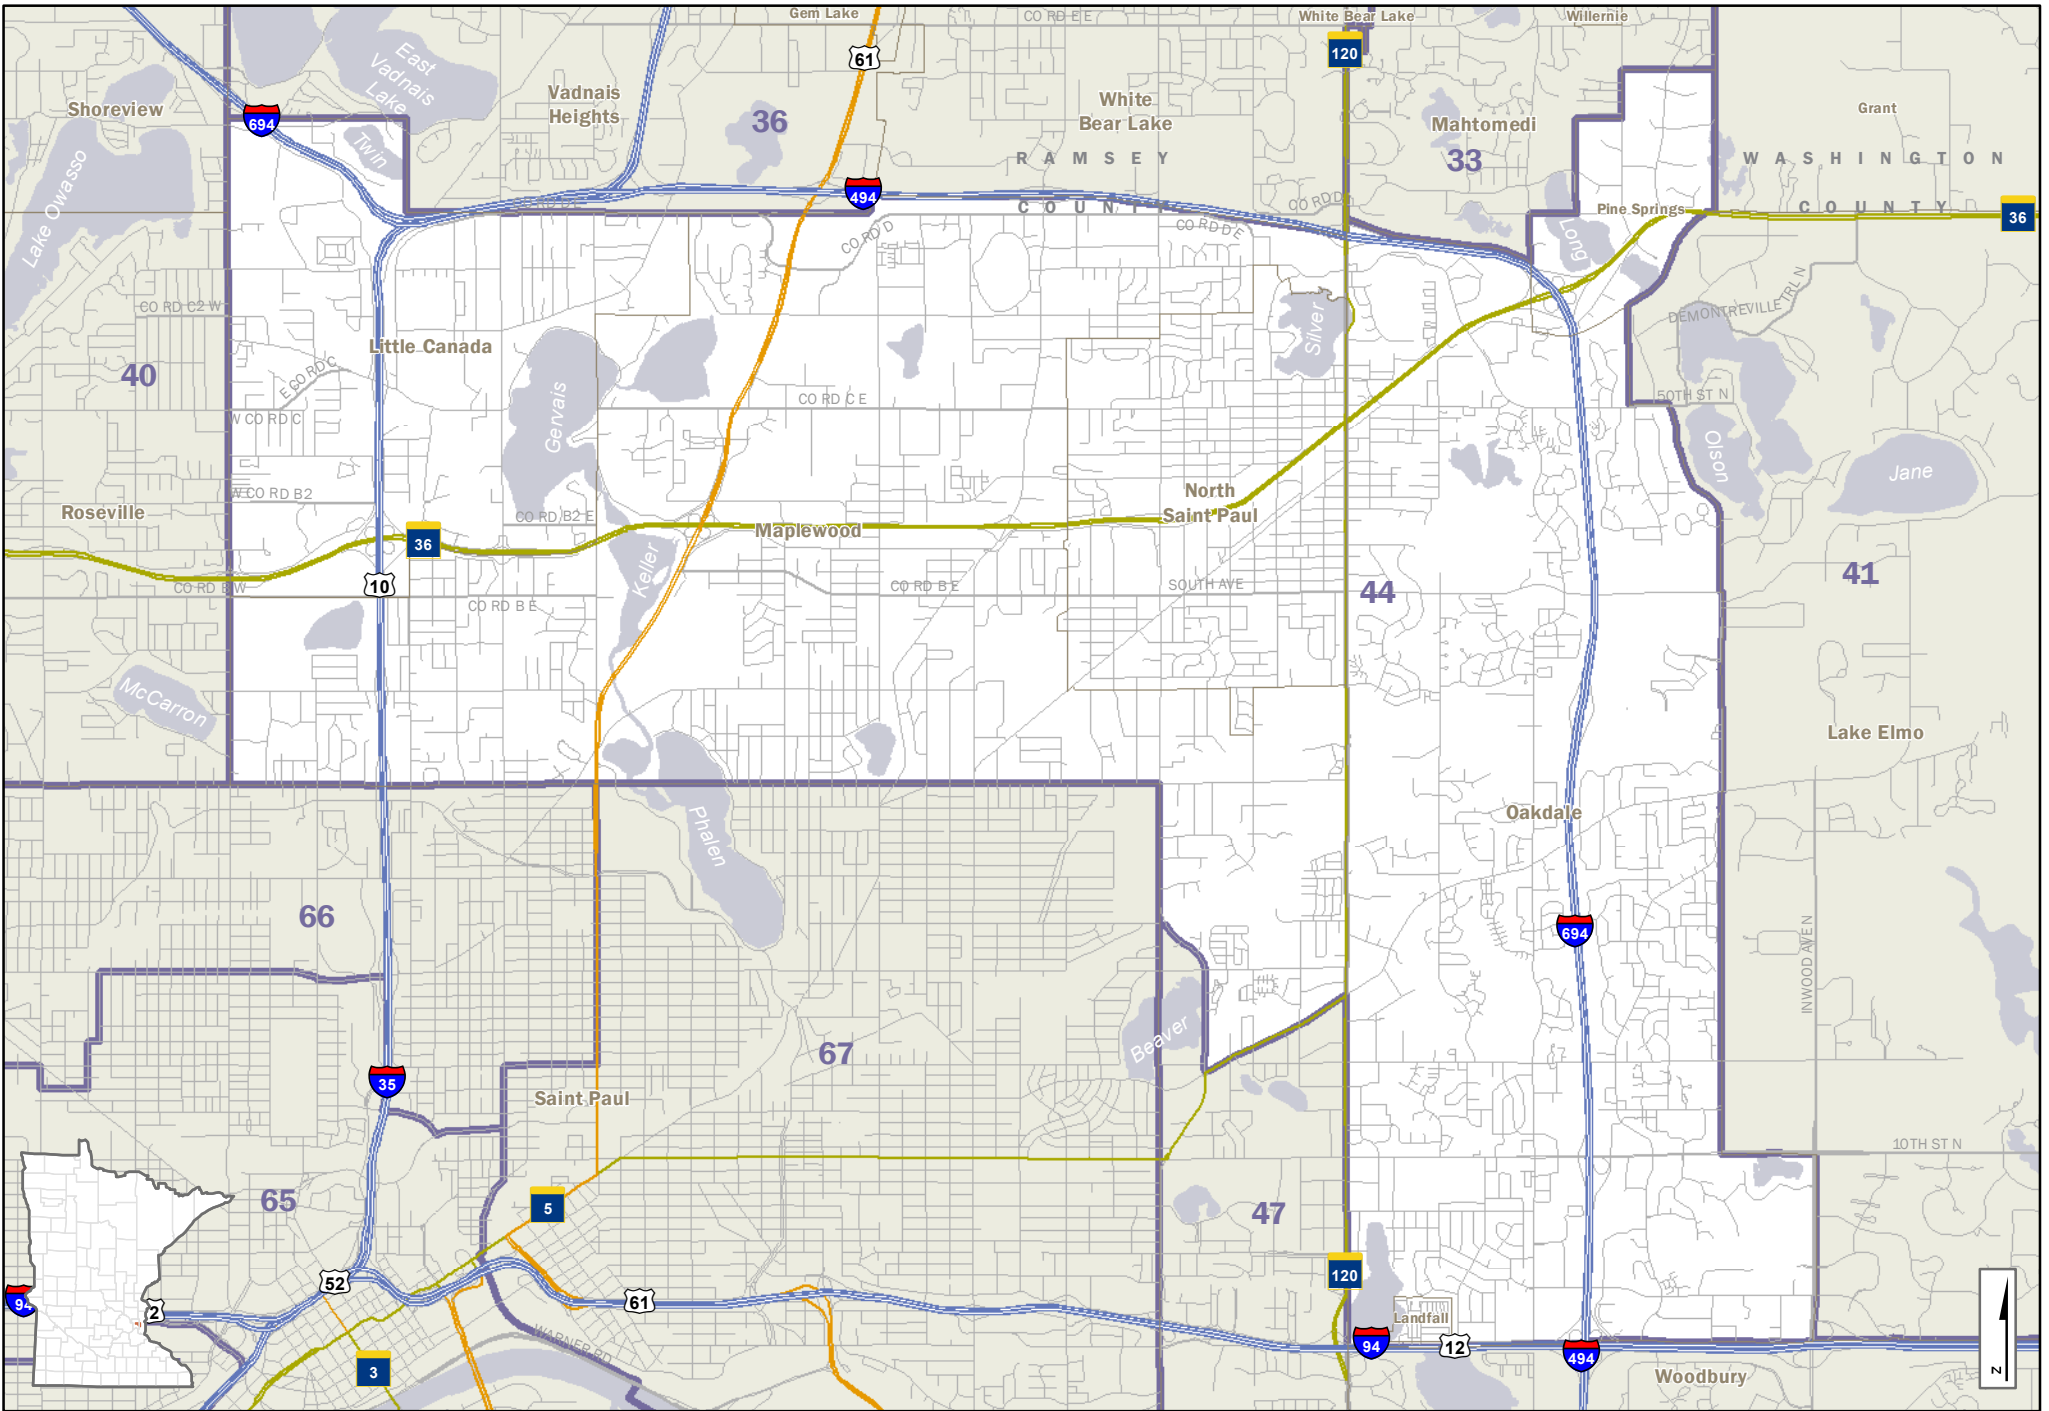 Gem Lake
CO RD E E
White Bear Lake
Willernie
61
120
East
Vadnais
Lake
Vadnais
Heights
Shoreview
694
36
White
Bear Lake
Mahtomedi
Grant
Twin
33
RAMSEY
WASHINGTON
Lake Owasso
494
COUNTY
CO RD D
Pine Springs
COUNTY
36
CO RD D
CO RD D E
Long
CO RD C2 W
Silver
DEMONTREVILLE TRL N
Little Canada
40
E CO RD C
Gervais
CO RD C E
50TH ST N
W CO RD C
Olson
Jane
W CO RD B2
North
Saint Paul
Roseville
CO RD B2 E
Maplewood
36
Keller
10
CO RD B W
CO RD B E
CO RD B E
SOUTH AVE
44
41
McCarron
Lake Elmo
Phalen
Oakdale
66
694
INWOOD AVE N
Beaver
67
35
Saint Paul
10TH ST N
65
5
47
52
120
94
2
61
Landfall
WARNER RD
94
12
494
3
Woodbury
N